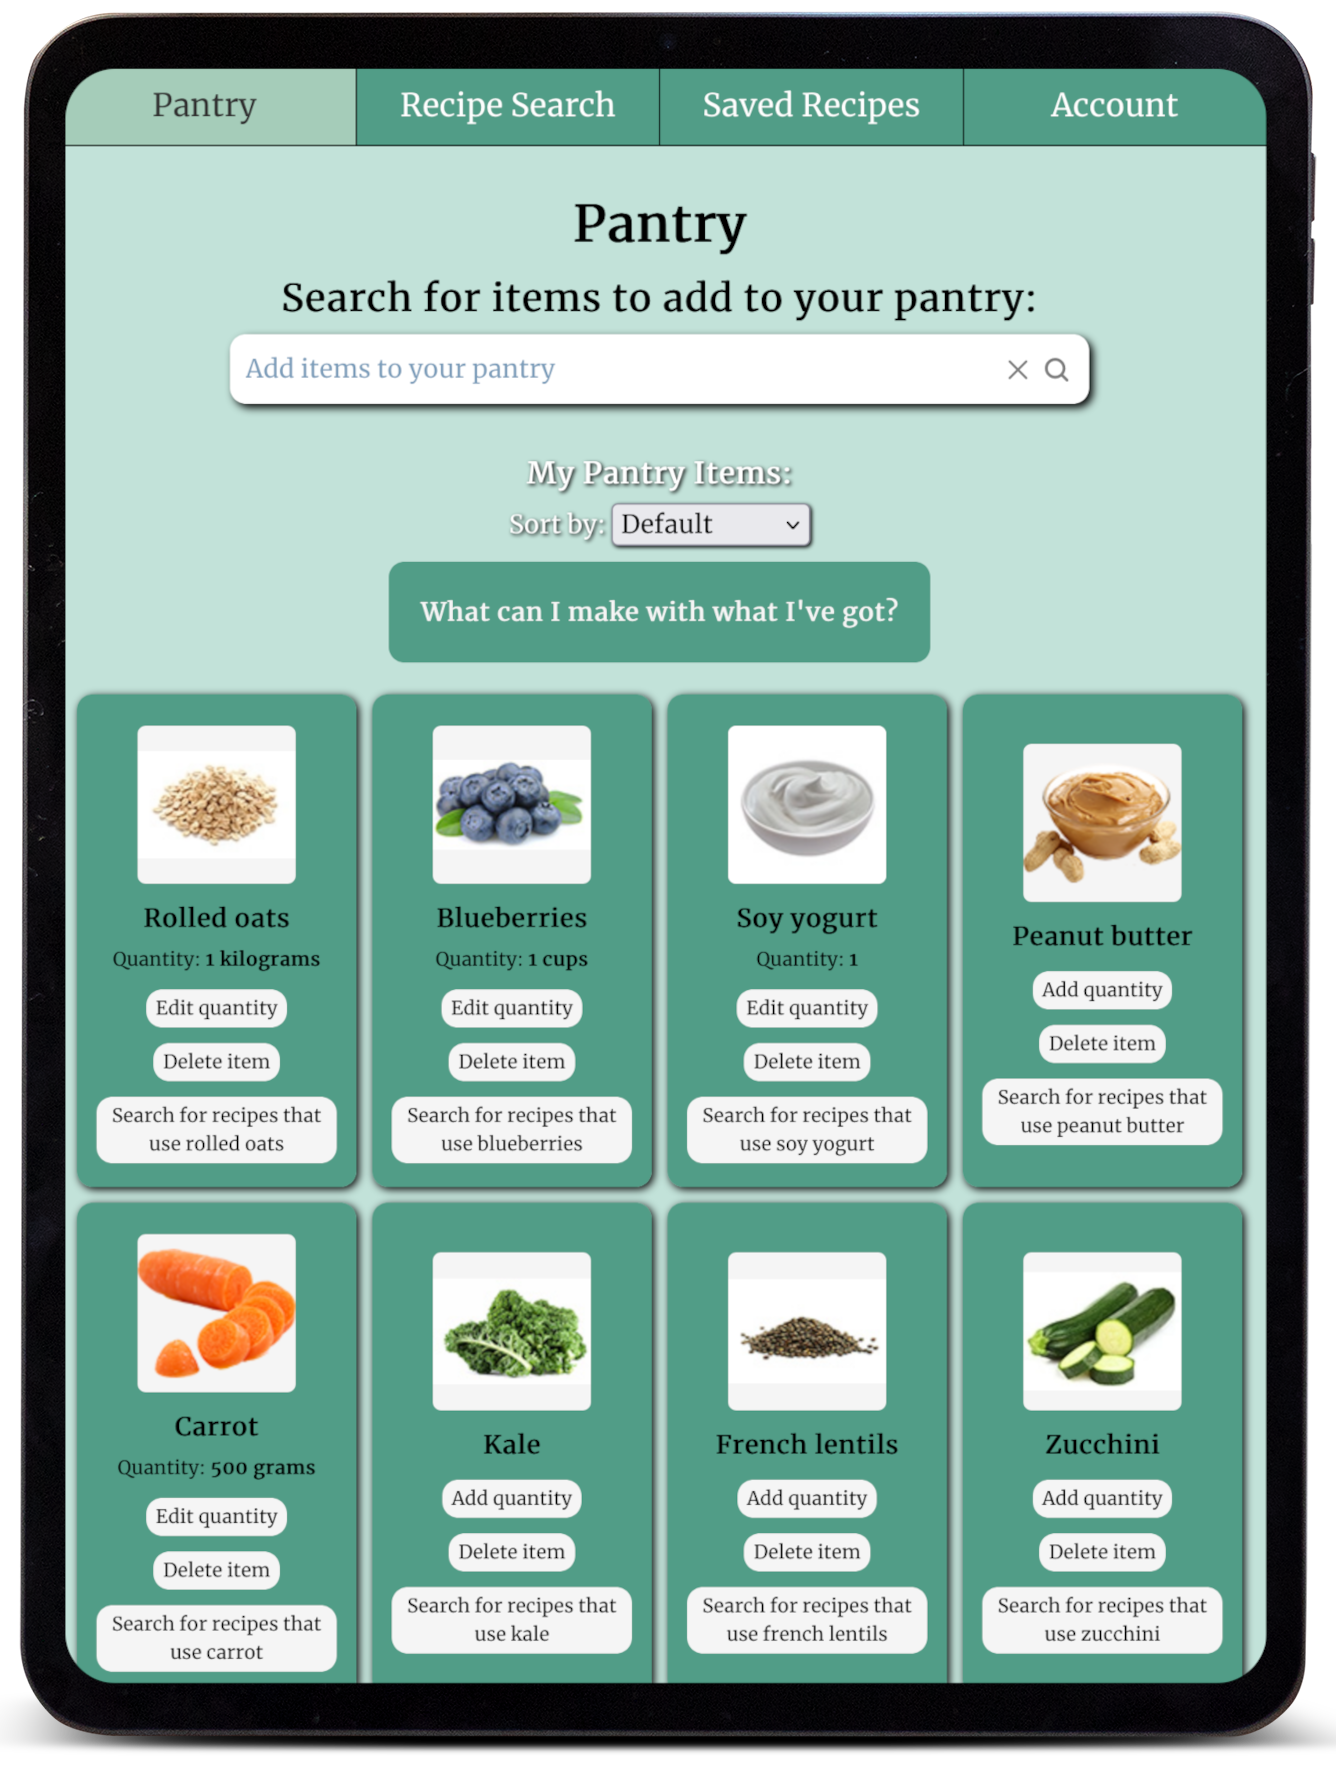 Pantry
Recipe Search
Saved Recipes
Account
Pantry
Search for items to add to your pantry:
Add items to your pantry
My Pantry Items:
Sort by: Default
What can I make with what I've got?
Rolled oats
Quantity: 1 kilograms
Edit quantity
Delete item
Search for recipes that
use rolled oats
Blueberries
Quantity: 1 cups
Edit quantity
Delete item
Search for recipes that
use blueberries
Soy yogurt
Quantity: 1
Edit quantity
Delete item
Search for recipes that
use soy yogurt
Peanut butter
Add quantity
Delete item
Search for recipes that
use peanut butter
Carrot
Quantity: 500 grams
Edit quantity
Delete item
Search for recipes that
use carrot
Kale
Add quantity
Delete item
Search for recipes that
use kale
French lentils
Add quantity
Delete item
Search for recipes that
use french lentils
Zucchini
Add quantity
Delete item
Search for recipes that
use zucchini